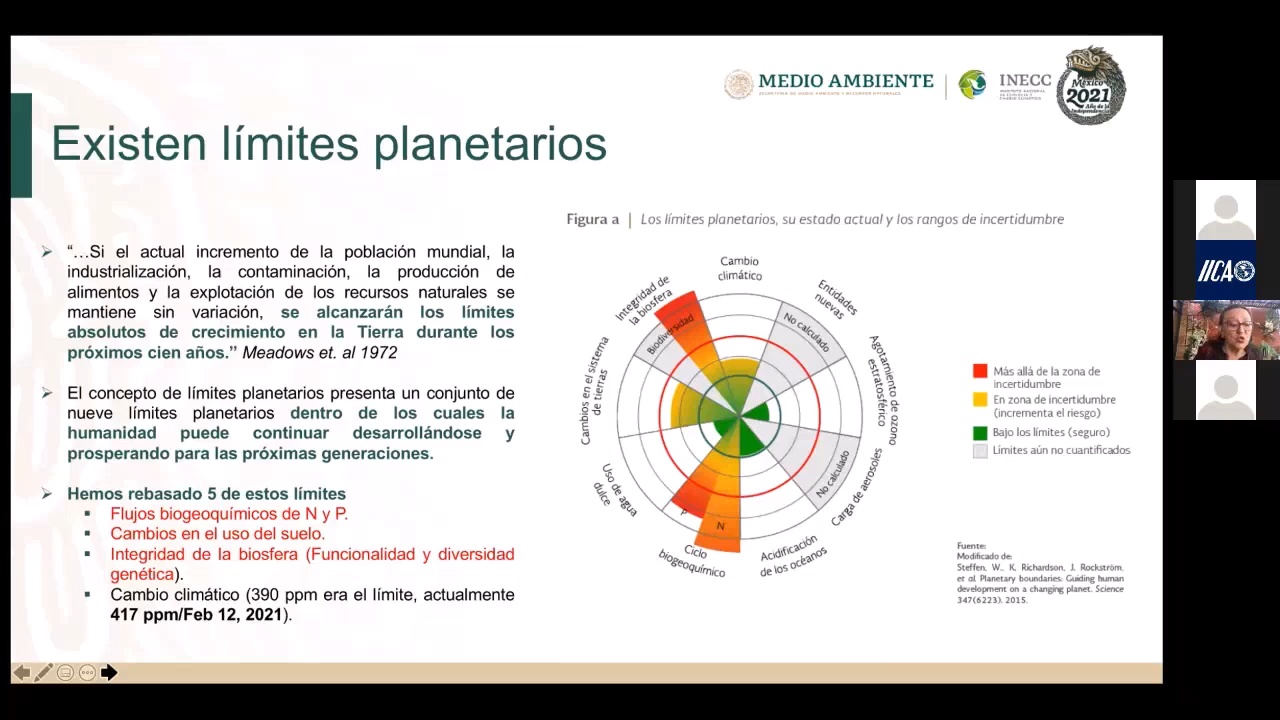 MEDIO AMBIENTE
SECRETARÍA DE MEDIO AMBIENTE Y RECURSOS NATURALES
INECC
INSTITUTO NACIONAL
DE ECOLOGÍA Y
CAMBIO CLIMÁTICO
México
2021
Año de la
Independencia
Existen límites planetarios
Figura a | Los límites planetarios, su estado actual y los rangos de incertidumbre
“…Si el actual incremento de la población mundial, la
industrialización, la contaminación, la producción de
alimentos y la explotación de los recursos naturales se
mantiene sin variación, se alcanzarán los límites
absolutos de crecimiento en la Tierra durante los
próximos cien años.” Meadows et. al 1972
El concepto de límites planetarios presenta un conjunto de
nueve límites planetarios dentro de los cuales la
humanidad puede continuar desarrollándose y
prosperando para las próximas generaciones.
Hemos rebasado 5 de estos límites
Flujos biogeoquímicos de N y P.
Cambios en el uso del suelo.
Integridad de la biosfera (Funcionalidad y diversidad
genética).
Cambio climático (390 ppm era el límite, actualmente
417 ppm/Feb 12, 2021).
Cambio
climático
Entidades
nuevas
No calculado
Agotamiento de ozono
estratosférico
Carga de aerosoles
No calculado
Acidificación
de los océanos
Ciclo
biogeoquímico
P
N
Uso de agua
dulce
Cambios en el sistema
de tierras
Integridad de
la biosfera
Biodiversidad
Más allá de la zona de
incertidumbre
En zona de incertidumbre
(incrementa el riesgo)
Bajo los límites (seguro)
Límites aún no cuantificados
Fuente:
Modificado de:
Steffen, W., K. Richardson, J. Rockström,
et al. Planetary boundaries: Guiding human
development on a changing planet. Science
347(6223). 2015.
IICA